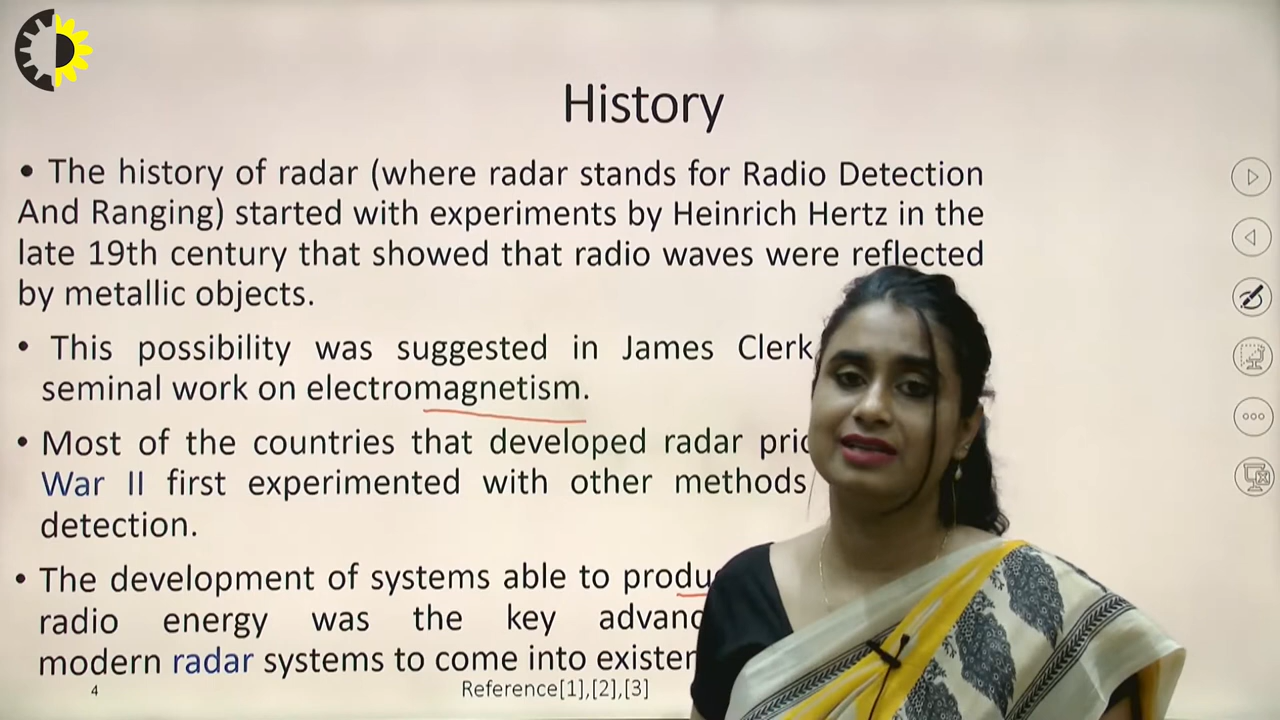 History
• The history of radar (where radar stands for Radio Detection
And Ranging) started with experiments by Heinrich Hertz in the
late 19th century that showed that radio waves were reflected
by metallic objects.
• This possibility was suggested in James Clerk
seminal work on electromagnetism.
• Most of the countries that developed radar
War II first experimented with other methods
detection.
• The development of systems able to
radio energy was the key
modern radar systems to come into
4
Reference[1],[2],[3]